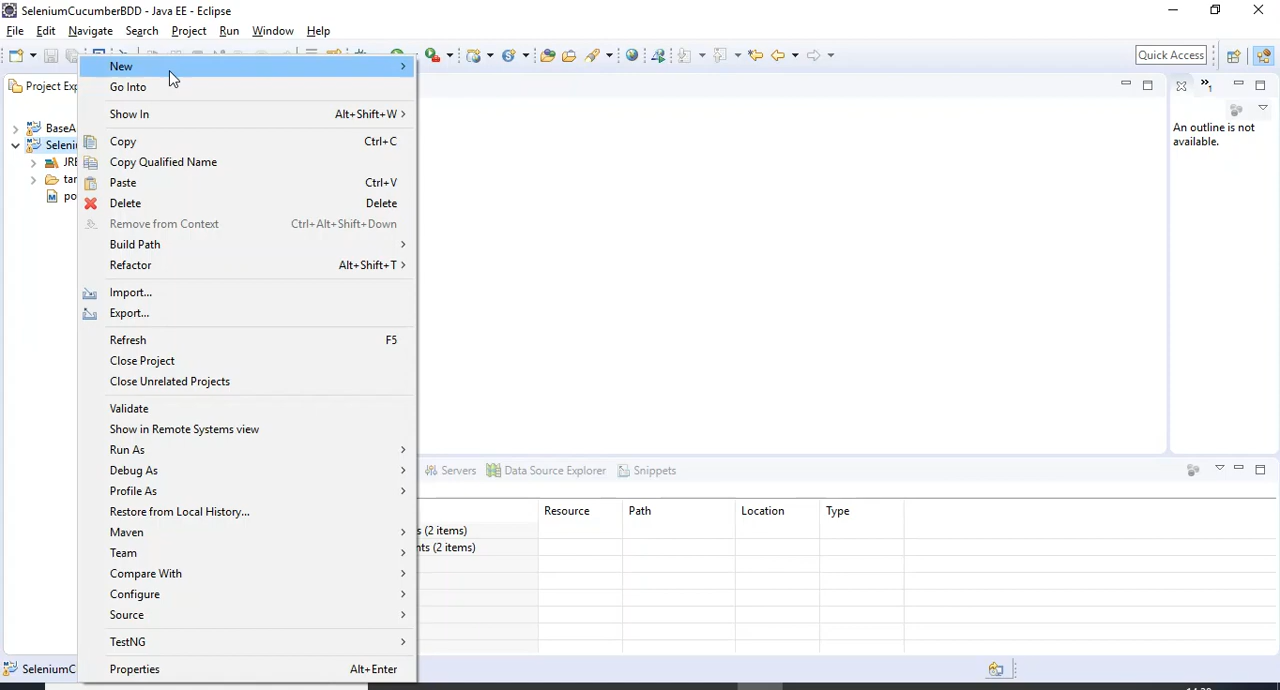 SeleniumCucumberBDD - Java EE - Eclipse
File Edit Navigate Search Project Run Window Help
Quick Access
Project Exp
BaseA
Seleni
JRE
tar
po
New
Go Into
Show In Alt+Shift+W
Copy Ctrl+C
Copy Qualified Name
Paste Ctrl+V
Delete Delete
Remove from Context Ctrl+Alt+Shift+Down
Build Path
Refactor Alt+Shift+T
Import...
Export...
Refresh F5
Close Project
Close Unrelated Projects
Validate
Show in Remote Systems view
Run As
Debug As
Profile As
Restore from Local History...
Maven
Team
Compare With
Configure
Source
TestNG
Properties Alt+Enter
An outline is not
available.
Servers Data Source Explorer Snippets
Resource Path Location Type
s (2 items)
nts (2 items)
SeleniumC